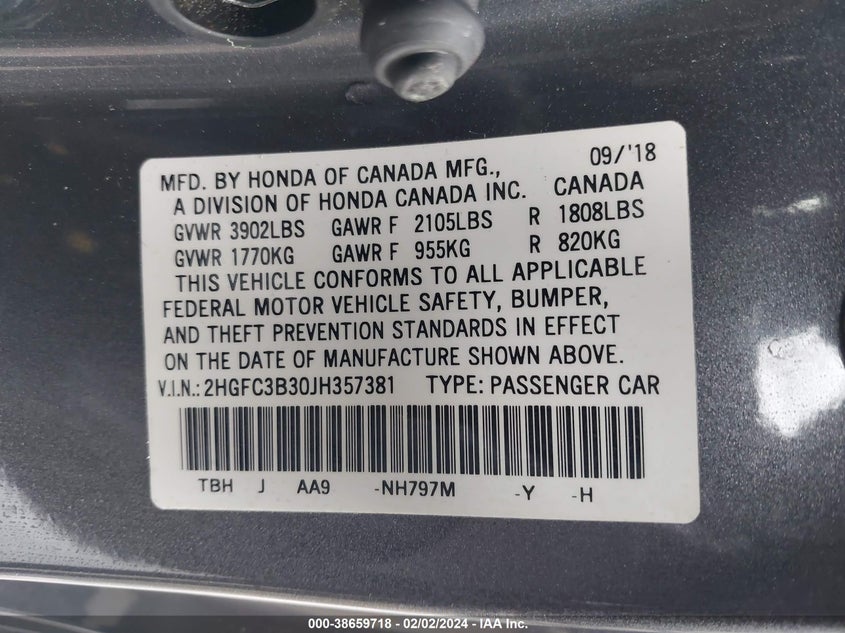 09/'18
MFD. BY HONDA OF CANADA MFG.,
A DIVISION OF HONDA CANADA INC. CANADA
GVWR 3902LBS GAWR F 2105LBS R 1808LBS
GVWR 1770KG GAWR F 955KG R 820KG
THIS VEHICLE CONFORMS TO ALL APPLICABLE
FEDERAL MOTOR VEHICLE SAFETY, BUMPER,
AND THEFT PREVENTION STANDARDS IN EFFECT
ON THE DATE OF MANUFACTURE SHOWN ABOVE.
V.I.N.: 2HGFC3B30JH357381 TYPE: PASSENGER CAR
TBH J AA9 -NH797M -Y -H
000-38659718 - 02/02/2024 - IAA Inc.